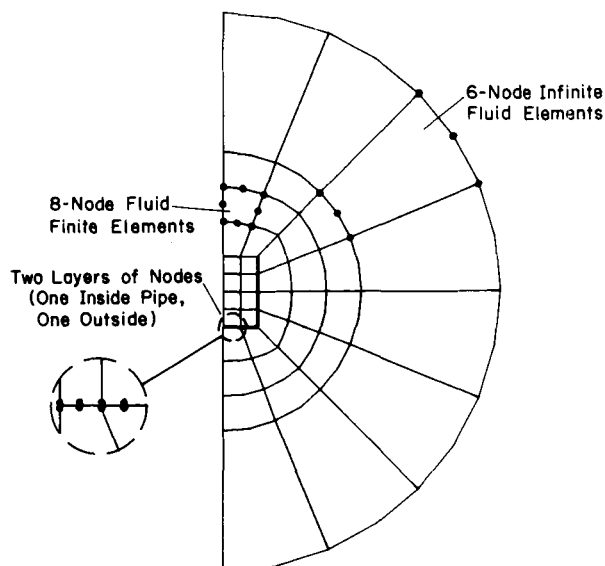 6-Node Infinite
Fluid Elements
8-Node Fluid
Finite Elements
Two Layers of Nodes
(One Inside Pipe,
One Outside)